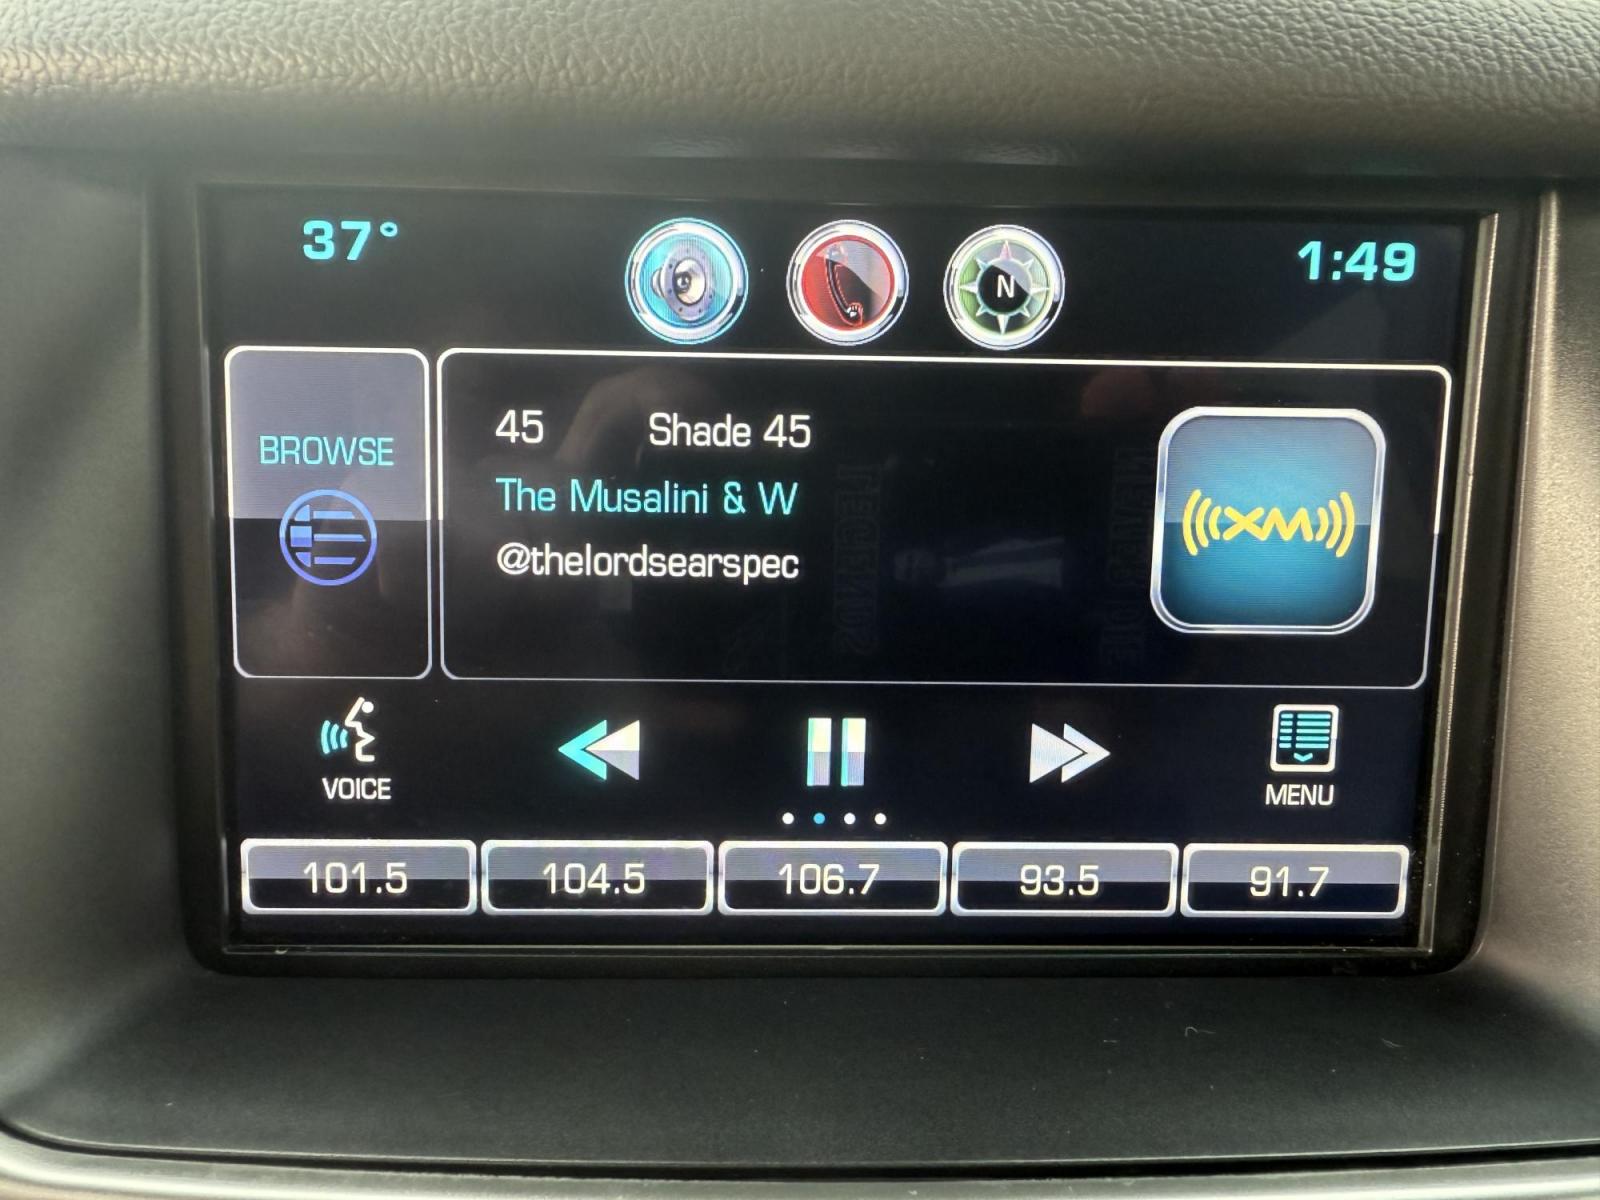 37°
N
1:49
BROWSE
45 Shade 45
The Musalini & W
@thelordsearspec
XM
VOICE
MENU
101.5
104.5
106.7
93.5
91.7